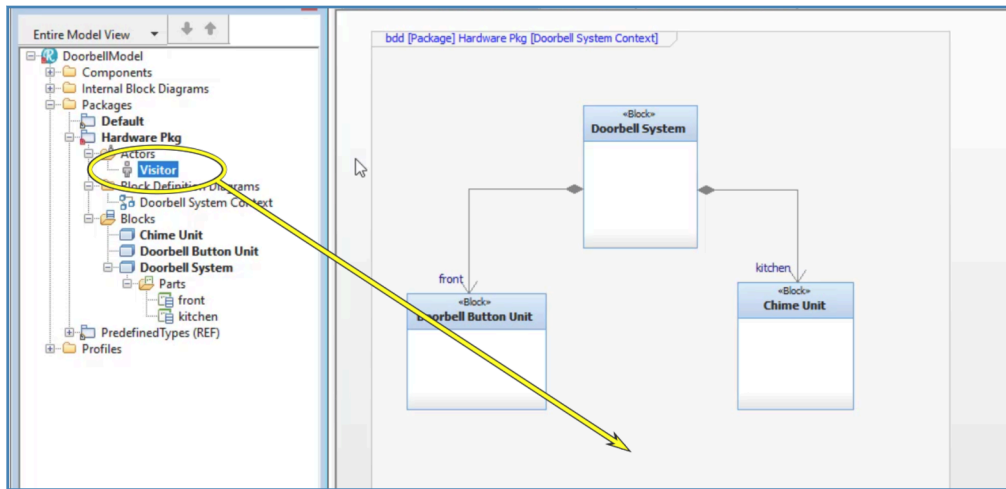 Entire Model View
DoorbellModel
Components
Internal Block Diagrams
Packages
Default
Hardware Pkg
Actors
Visitor
Block Definition Diagrams
Doorbell System Context
Blocks
Chime Unit
Doorbell Button Unit
Doorbell System
Parts
front
kitchen
PredefinedTypes (REF)
Profiles
bdd [Package] Hardware Pkg [Doorbell System Context]
«Block»
Doorbell System
front
kitchen
«Block»
Doorbell Button Unit
«Block»
Chime Unit